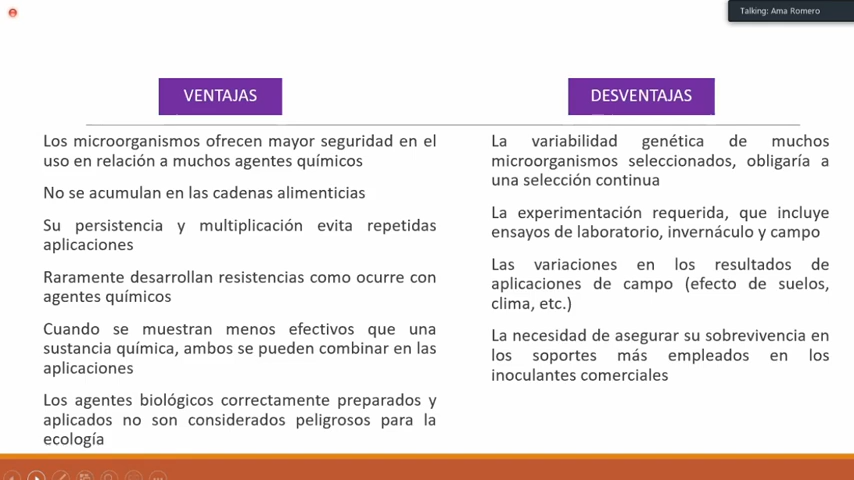 Talking: Ama Romero
VENTAJAS
Los microorganismos ofrecen mayor seguridad en el
uso en relación a muchos agentes químicos
No se acumulan en las cadenas alimenticias
Su persistencia y multiplicación evita repetidas
aplicaciones
Raramente desarrollan resistencias como ocurre con
agentes químicos
Cuando se muestran menos efectivos que una
sustancia química, ambos se pueden combinar en las
aplicaciones
Los agentes biológicos correctamente preparados y
aplicados no son considerados peligrosos para la
ecología
DESVENTAJAS
La variabilidad genética de muchos
microorganismos seleccionados, obligaría a
una selección continua
La experimentación requerida, que incluye
ensayos de laboratorio, invernáculo y campo
Las variaciones en los resultados de
aplicaciones de campo (efecto de suelos,
clima, etc.)
La necesidad de asegurar su sobrevivencia en
los soportes más empleados en los
inoculantes comerciales